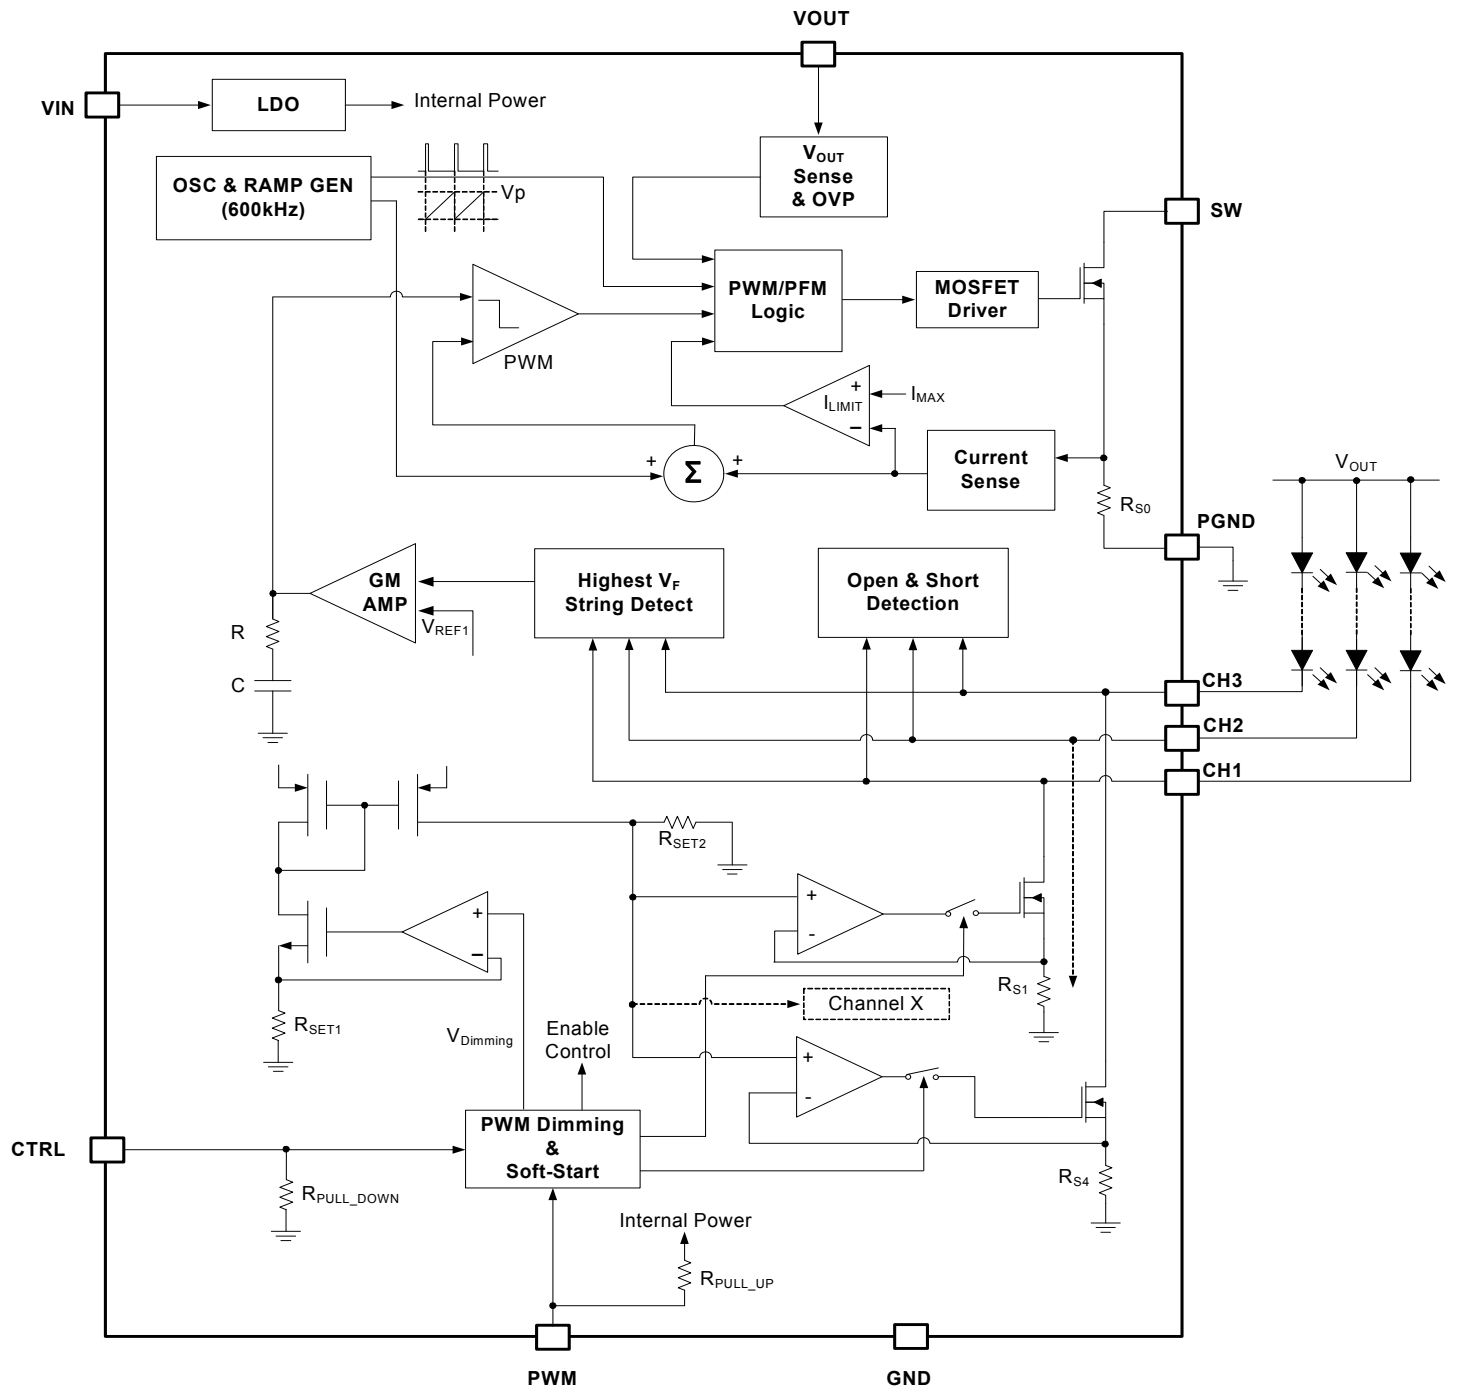 VOUT
VIN
LDO
Internal Power
OSC & RAMP GEN
(600kHz)
Vp
VOUT
Sense
& OVP
SW
PWM/PFM
Logic
MOSFET
Driver
PWM
+
ILIMIT
−
IMAX
+
Σ
+
Current
Sense
RS0
VOUT
PGND
GM
AMP
VREF1
Highest VF
String Detect
Open & Short
Detection
R
C
CH3
CH2
CH1
RSET2
+
-
+
−
RS1
RSET1
VDimming
Enable
Control
Channel X
+
-
CTRL
PWM Dimming
&
Soft-Start
RS4
RPULL_DOWN
Internal Power
RPULL_UP
PWM
GND